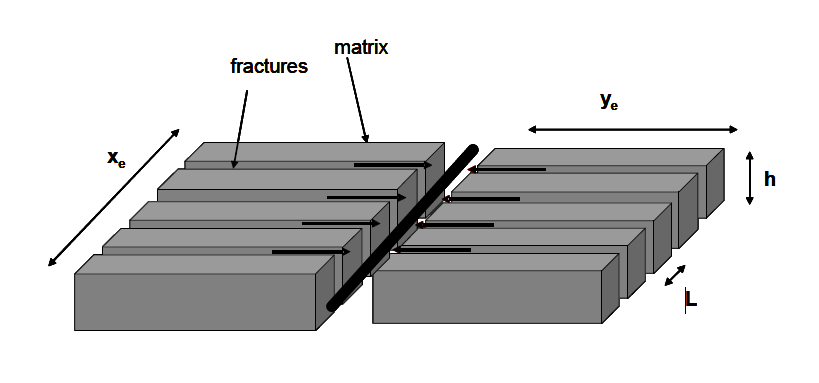 matrix
fractures
yₑ
xₑ
h
L